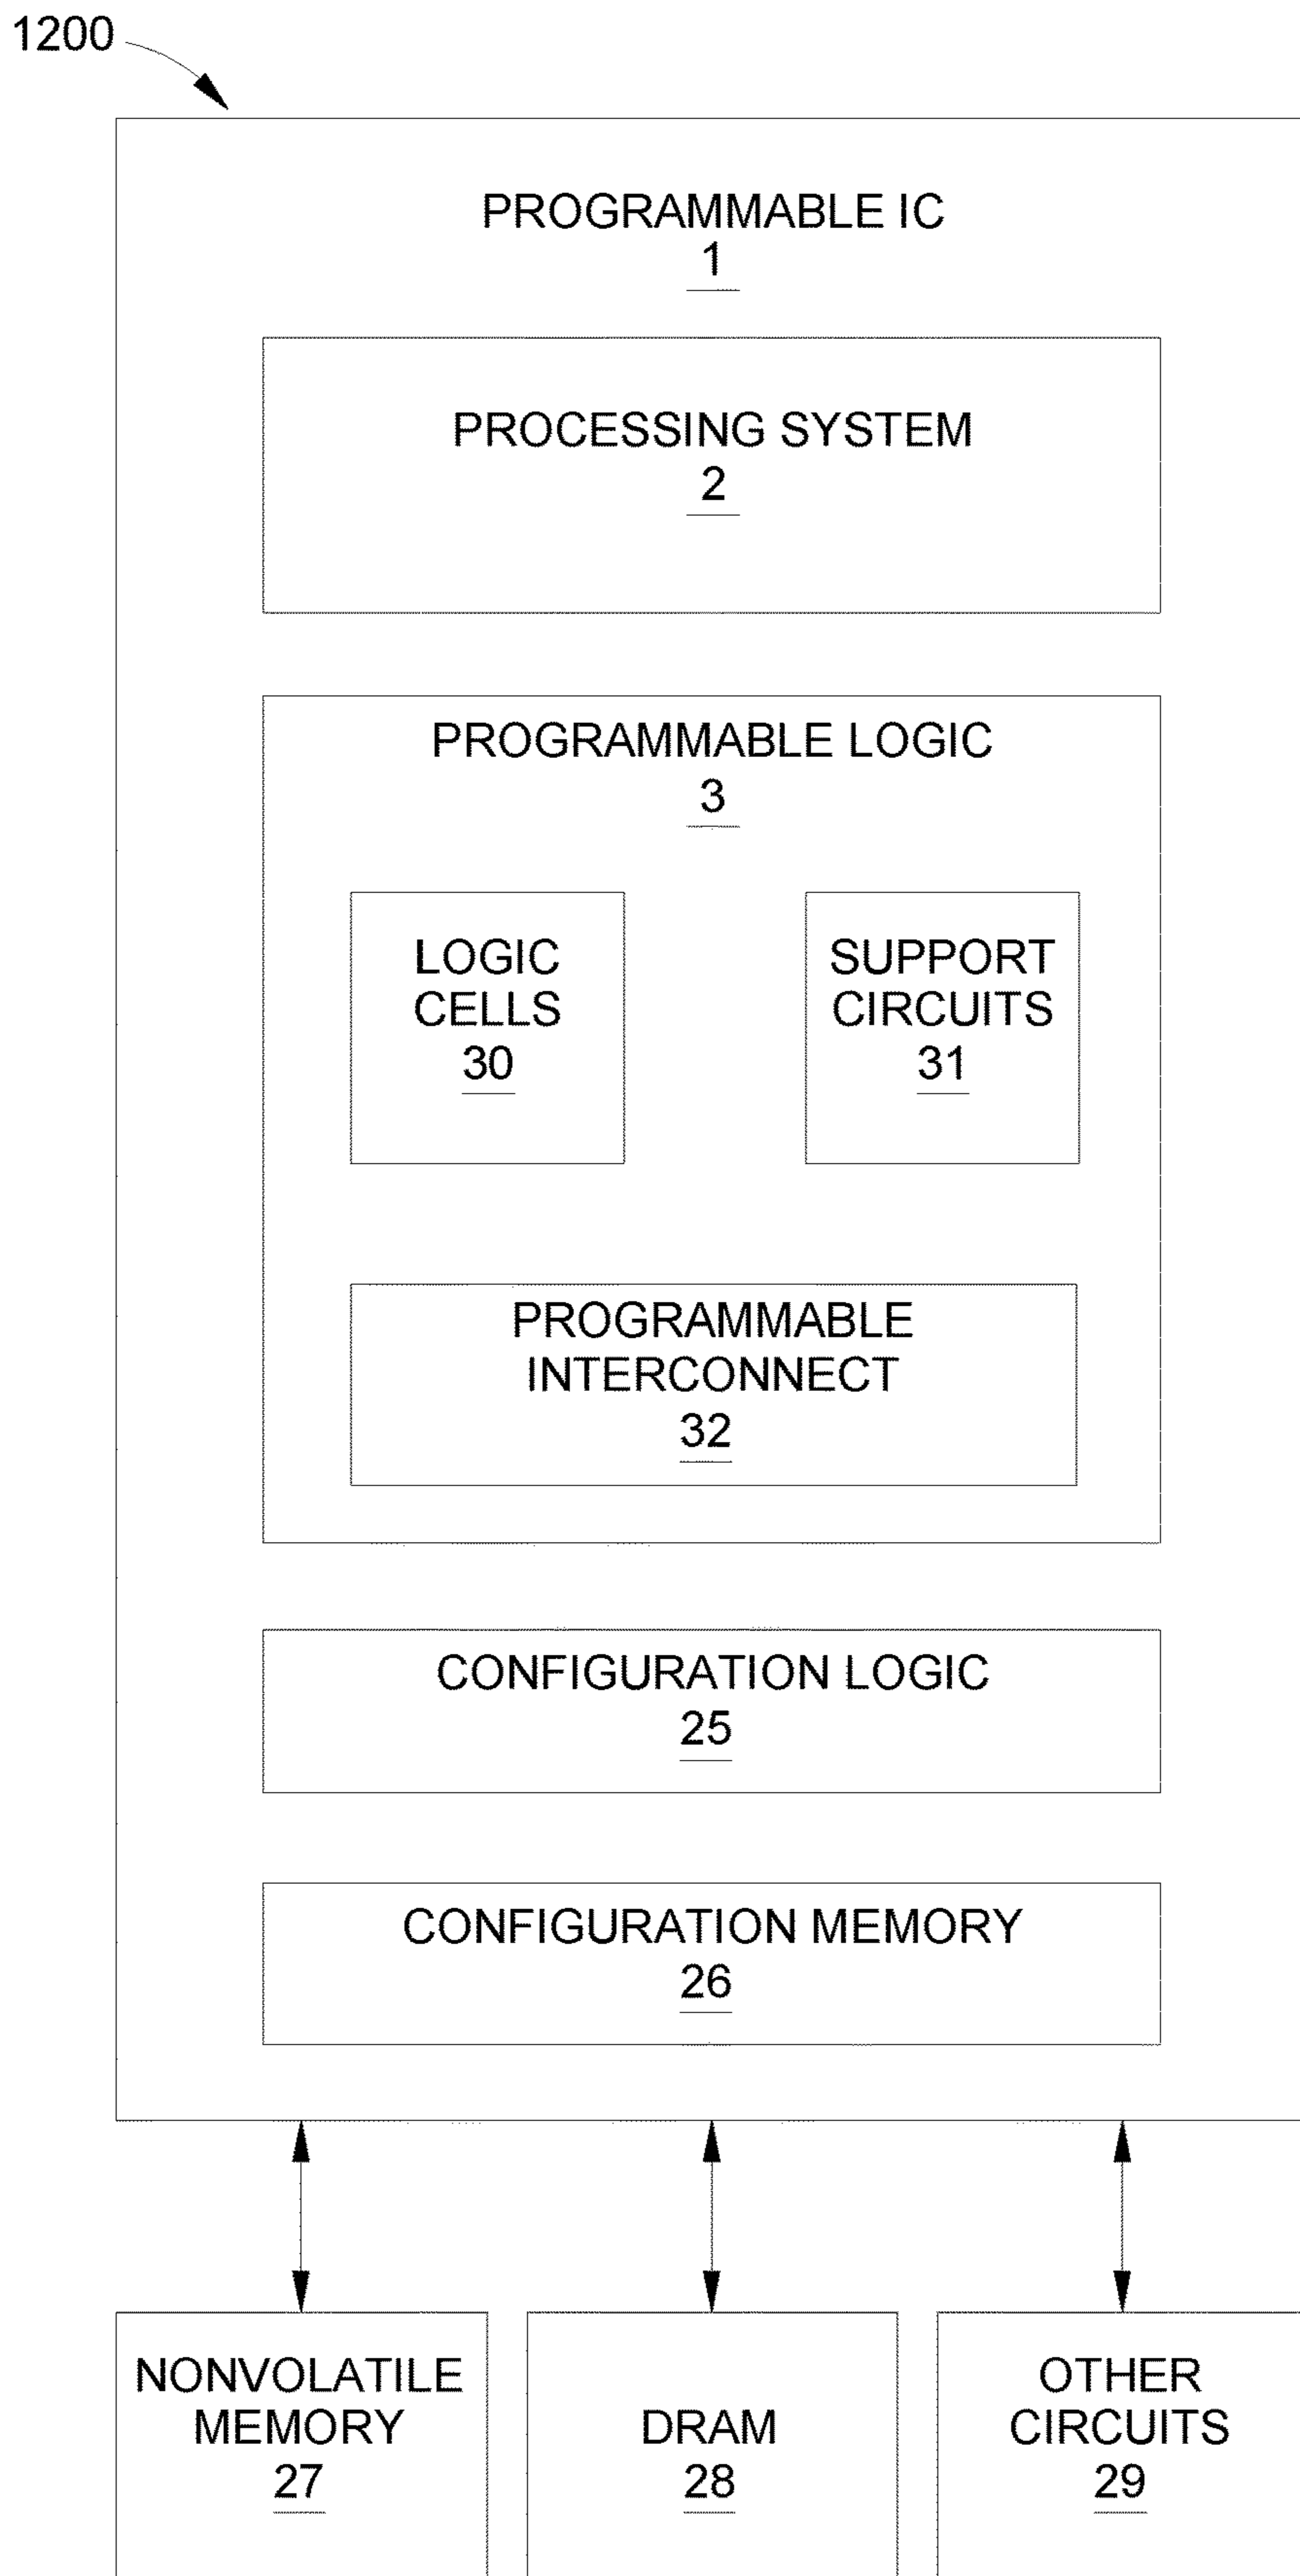 1200
PROGRAMMABLE IC
1
PROCESSING SYSTEM
2
PROGRAMMABLE LOGIC
3
LOGIC
CELLS
30
SUPPORT
CIRCUITS
31
PROGRAMMABLE
INTERCONNECT
32
CONFIGURATION LOGIC
25
CONFIGURATION MEMORY
26
NONVOLATILE
MEMORY
27
DRAM
28
OTHER
CIRCUITS
29